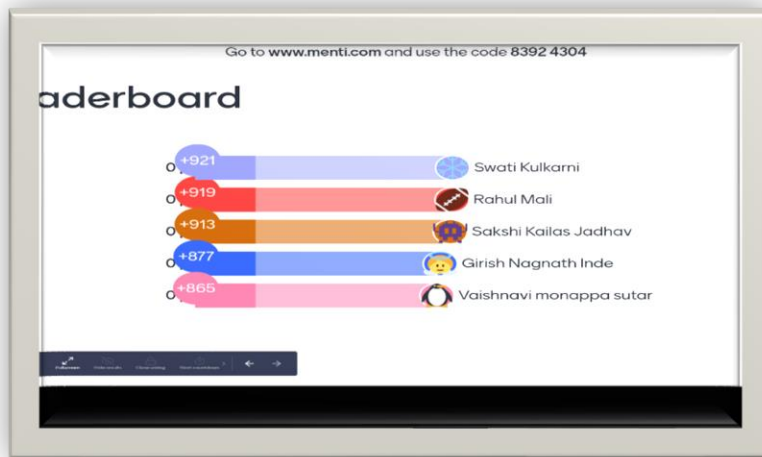 Go to www.menti.com and use the code 8392 4304
aderboard
+921 Swati Kulkarni
+919 Rahul Mali
+913 Sakshi Kailas Jadhav
+877 Girish Nagnath Inde
+865 Vaishnavi monappa sutar